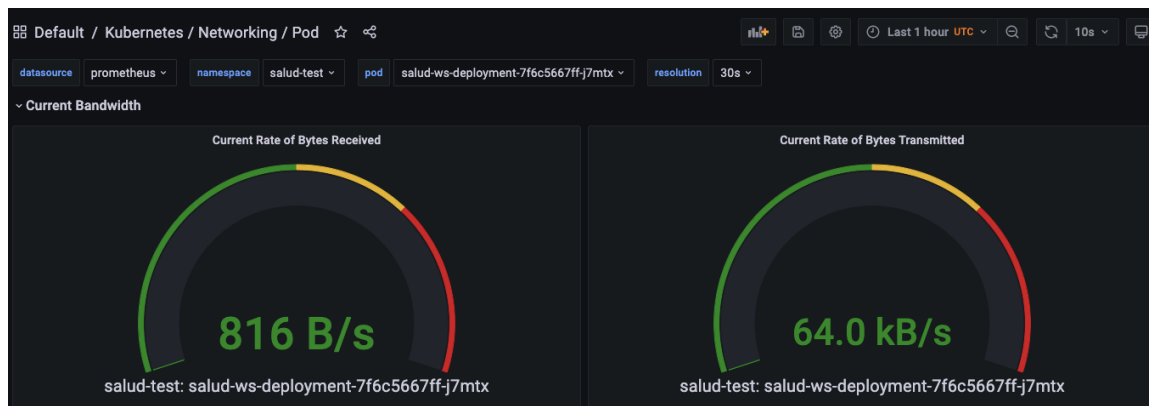 Default / Kubernetes / Networking / Pod
Last 1 hour UTC
10s
datasource prometheus namespace salud-test pod salud-ws-deployment-7f6c5667ff-j7mtx resolution 30s
Current Bandwidth
Current Rate of Bytes Received
816 B/s
salud-test: salud-ws-deployment-7f6c5667ff-j7mtx
Current Rate of Bytes Transmitted
64.0 kB/s
salud-test: salud-ws-deployment-7f6c5667ff-j7mtx